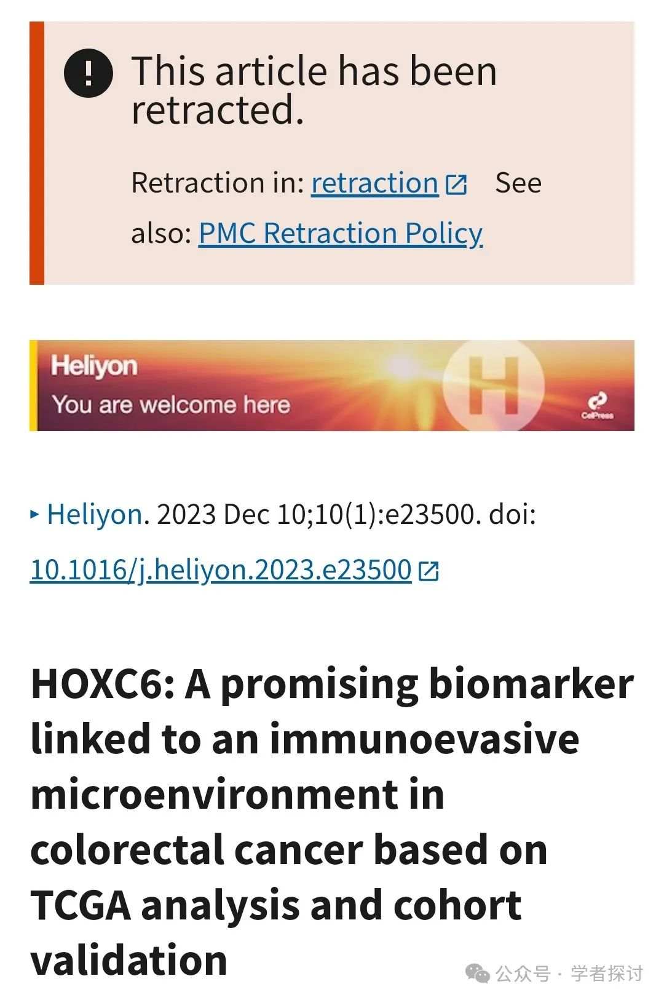 This article has been
retracted.
Retraction in: retraction See
also: PMC Retraction Policy
Heliyon
You are welcome here
H
CelPress
▸ Heliyon. 2023 Dec 10;10(1):e23500. doi:
10.1016/j.heliyon.2023.e23500
HOXC6: A promising biomarker
linked to an immunoevasive
microenvironment in
colorectal cancer based on
TCGA analysis and cohort
validation
公众号 · 学者探讨